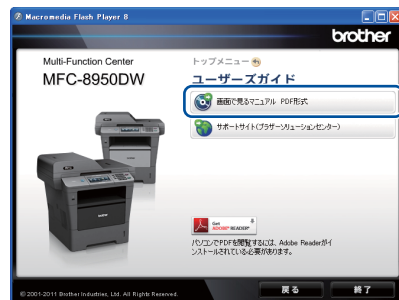 Macromedia Flash Player 8
brother
Multi-Function Center
MFC-8950DW
トップメニュー
ユーザーズガイド
画面で見るマニュアル PDF形式
サポートサイト(ブラザーソリューションセンター)
Get
ADOBE® READER®
パソコンでPDFを閲覧するには、Adobe Readerがイ
ンストールされている必要があります。
© 2001-2011 Brother Industries, Ltd. All Rights Reserved.
戻る
終了